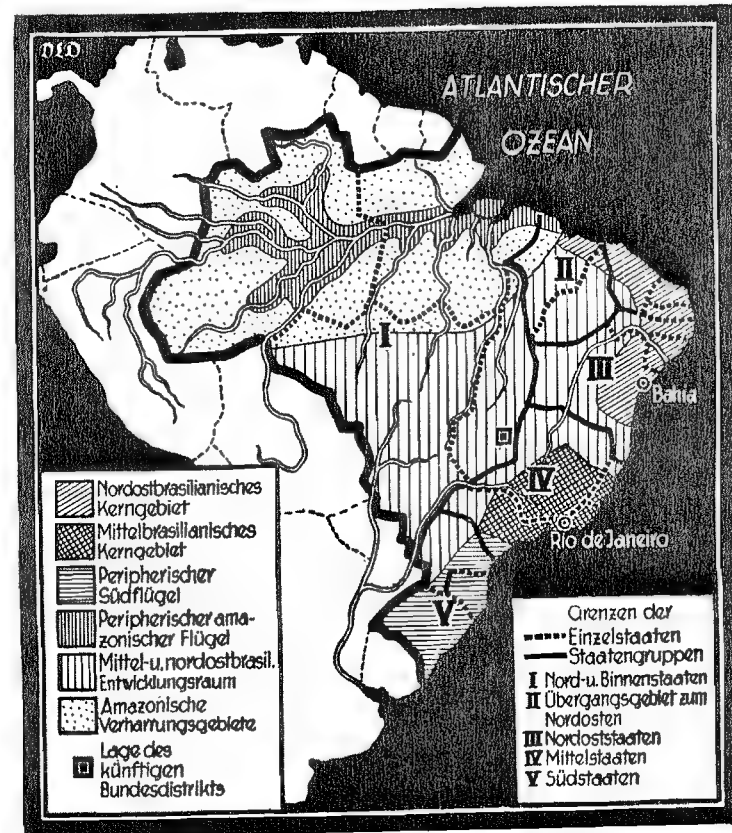 DLD
ATLANTISCHER
OZEAN
I
II
III
IV
V
Bahia
Rio de Janeiro
Nordostbrasilianisches
Kerngebiet
Mittelbrasilianisches
Kerngebiet
Peripherischer
Südflügel
Peripherischer ama-
zonischer Flügel
Mittel-u. nordostbrasil.
Entwicklungsraum
Amazonische
Verharrungsgebiete
Lage des
künftigen
Bundesdistrikts
Grenzen der
Einzelstaaten
Staatengruppen
I Nord-u. Binnenstaaten
II Übergangsgebiet zum
Nordosten
III Nordoststaaten
IV Mittelstaaten
V Südstaaten